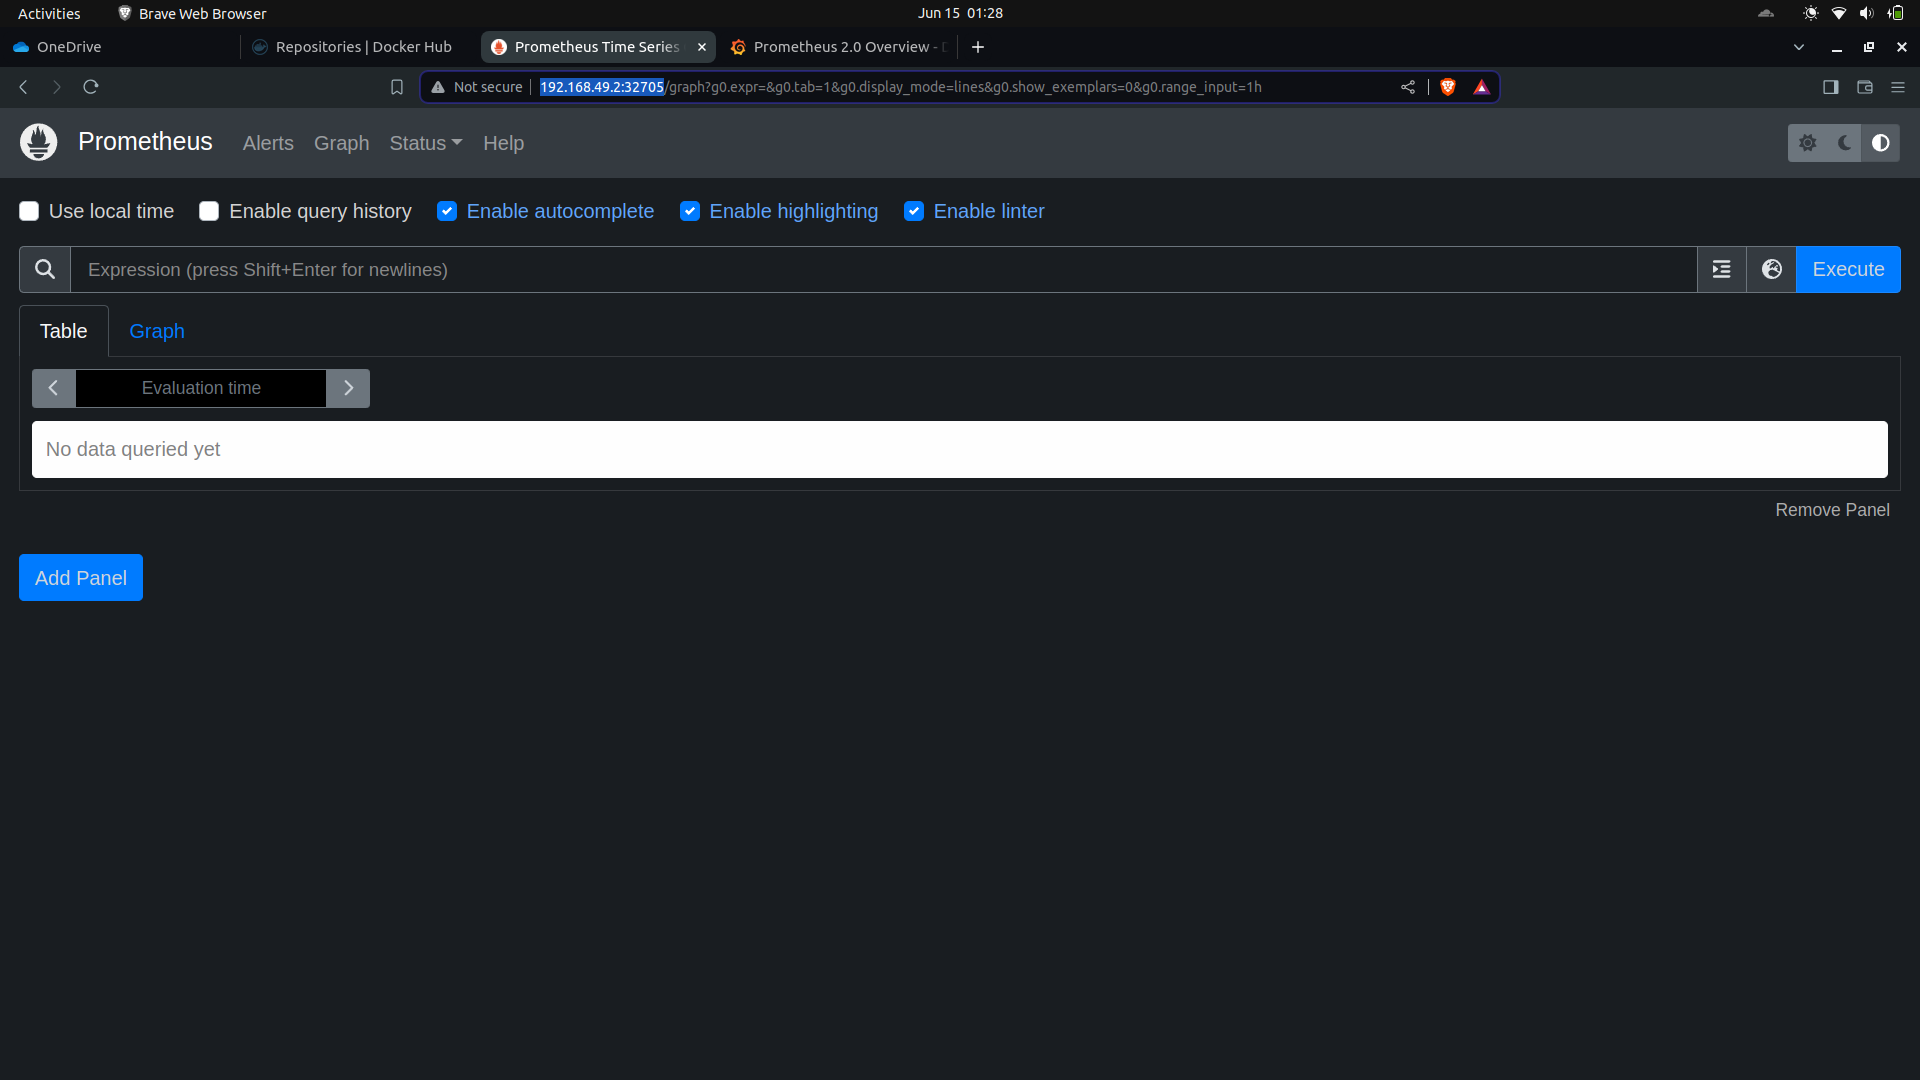 Activities Brave Web Browser Jun 15 01:28
OneDrive Repositories | Docker Hub Prometheus Time Series Prometheus 2.0 Overview -
Not secure 192.168.49.2:32705/graph?g0.expr=&g0.tab=1&g0.display_mode=lines&g0.show_exemplars=0&g0.range_input=1h
Prometheus Alerts Graph Status Help
Use local time Enable query history Enable autocomplete Enable highlighting Enable linter
Expression (press Shift+Enter for newlines) Execute
Table Graph
Evaluation time
No data queried yet
Remove Panel
Add Panel